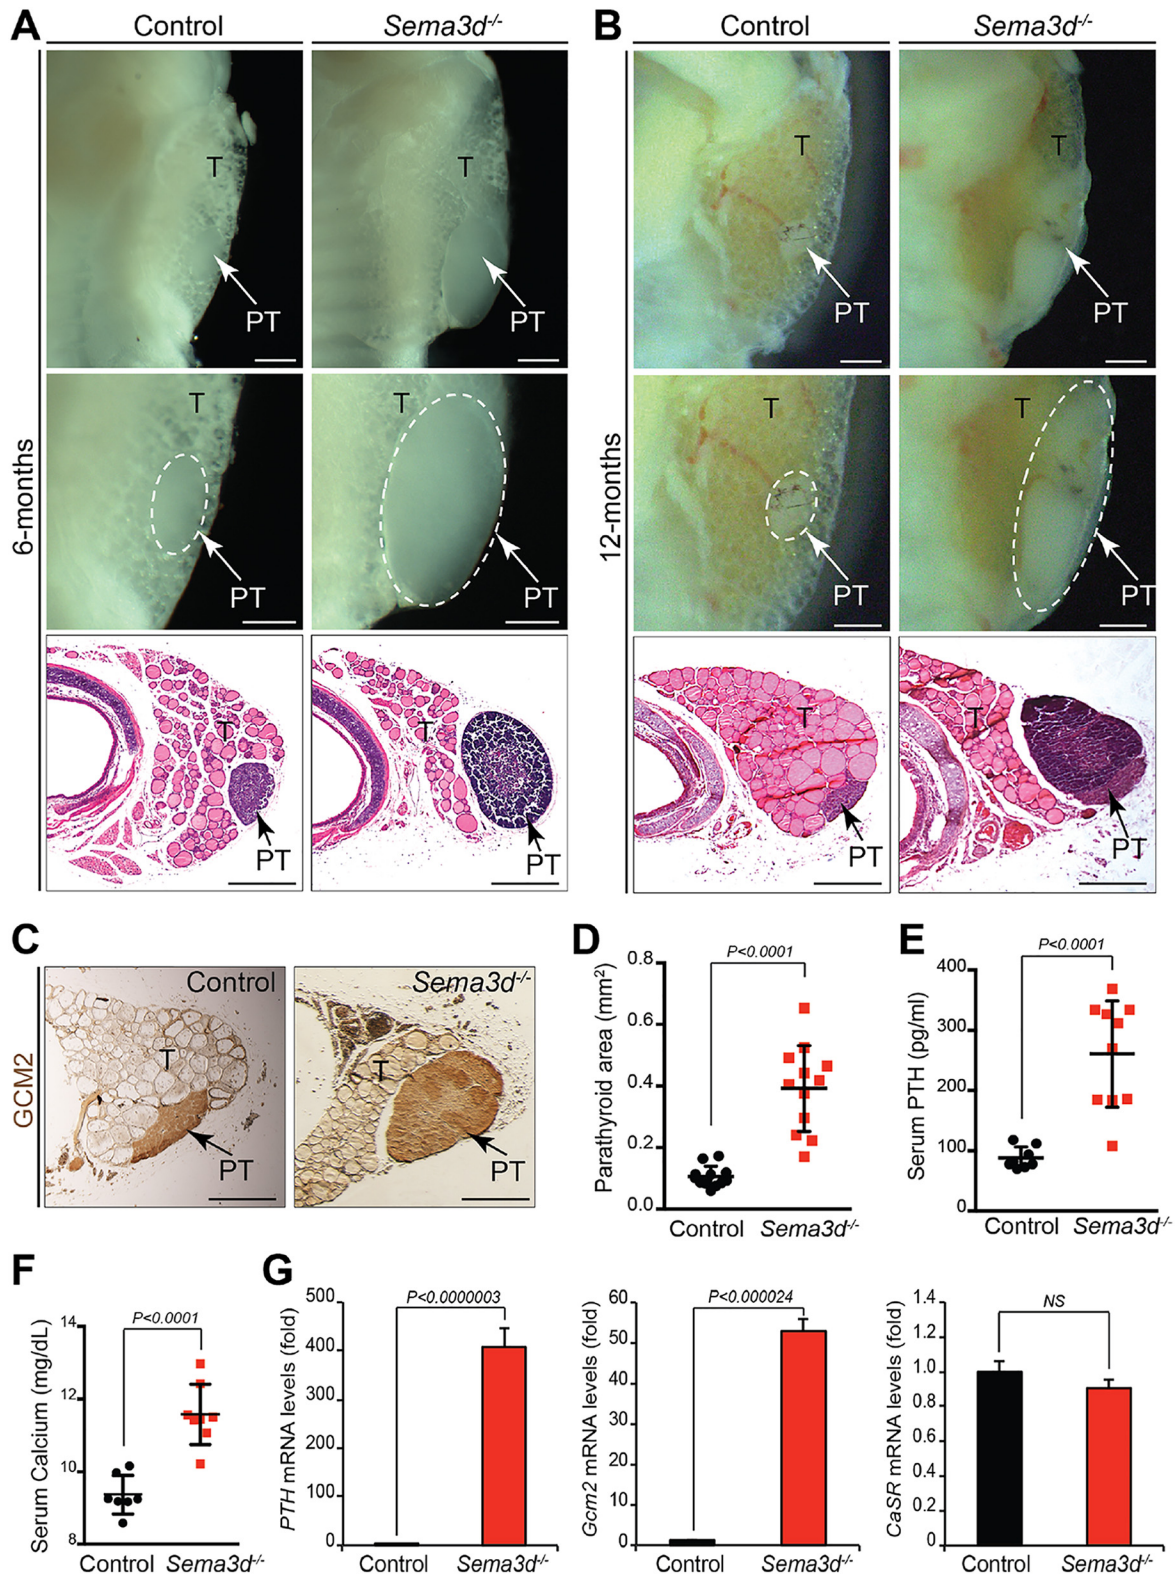 A
Control
Sema3d-/-
B
Control
Sema3d-/-
6-months
T
PT
T
PT
T
PT
T
PT
T
PT
T
PT
12-months
T
PT
T
PT
T
PT
T
PT
T
PT
T
PT
C
GCM2
Control
T
PT
Sema3d-/-
T
PT
D
Parathyroid area (mm2)
0.8
0.6
0.4
0.2
0.0
P<0.0001
Control
Sema3d-/-
E
Serum PTH (pg/ml)
400
300
200
100
0
P<0.0001
Control
Sema3d-/-
F
Serum Calcium (mg/dL)
14
12
10
8
P<0.0001
Control
Sema3d-/-
G
PTH mRNA levels (fold)
500
400
300
200
100
0
P<0.0000003
Control
Sema3d-/-
Gcm2 mRNA levels (fold)
60
50
40
30
20
10
0
P<0.000024
Control
Sema3d-/-
CaSR mRNA levels (fold)
1.4
1.2
1.0
0.8
0.6
0.4
0.2
0
NS
Control
Sema3d-/-